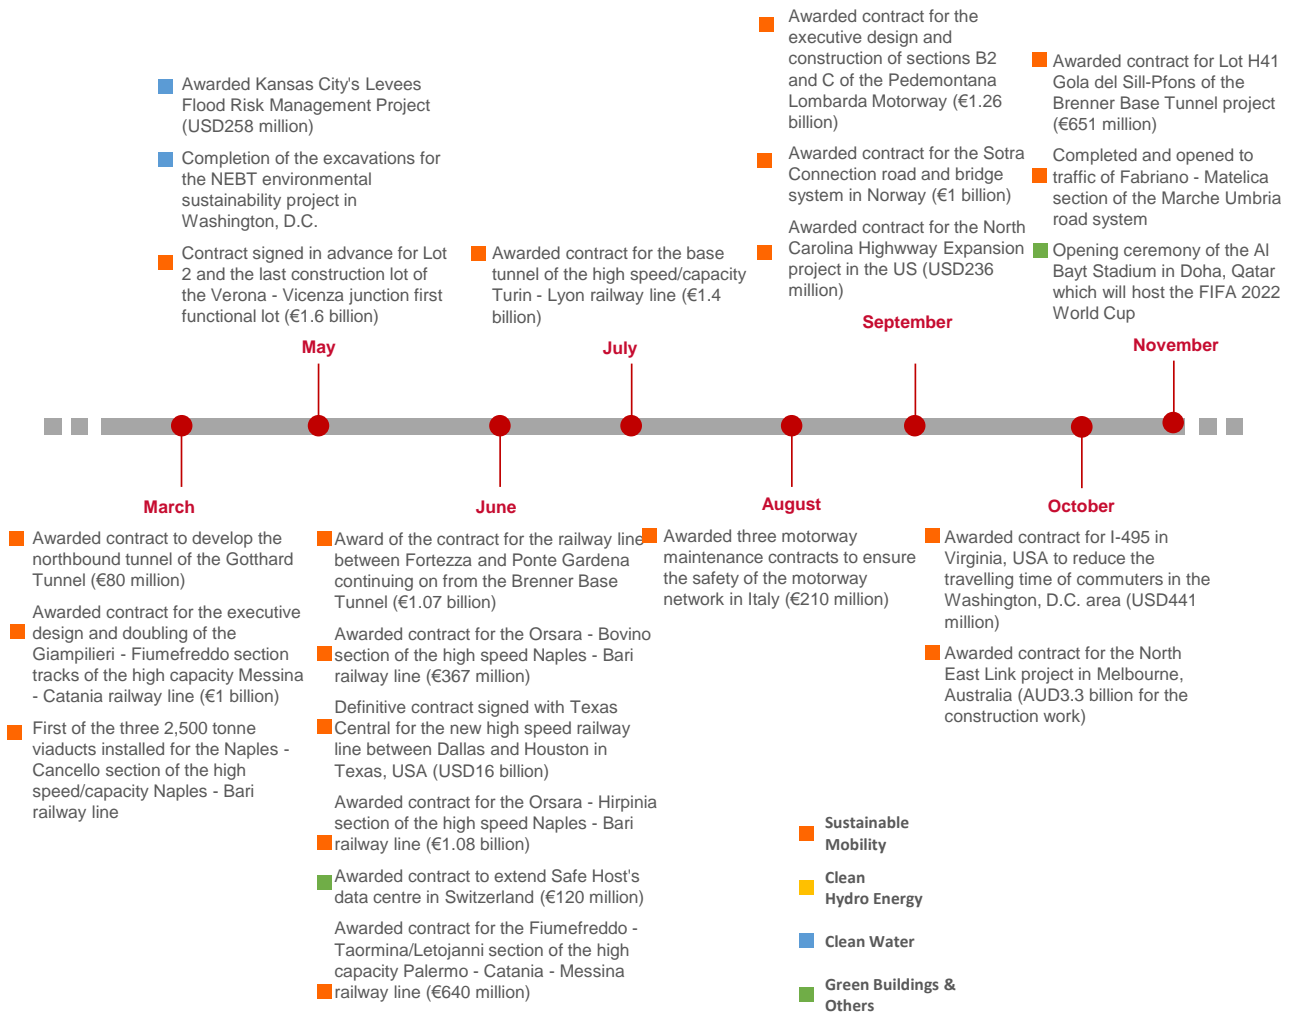 Awarded Kansas City's Levees
Flood Risk Management Project
(USD258 million)
Completion of the excavations for
the NEBT environmental
sustainability project in
Washington, D.C.
Contract signed in advance for Lot
2 and the last construction lot of
the Verona - Vicenza junction first
functional lot (€1.6 billion)
May
Awarded contract for the base
tunnel of the high speed/capacity
Turin - Lyon railway line (€1.4
billion)
July
Awarded contract for the
executive design and
construction of sections B2
and C of the Pedemontana
Lombarda Motorway (€1.26
billion)
Awarded contract for the Sotra
Connection road and bridge
system in Norway (€1 billion)
Awarded contract for the North
Carolina Highwway Expansion
project in the US (USD236
million)
September
Awarded contract for Lot H41
Gola del Sill-Pfons of the
Brenner Base Tunnel project
(€651 million)
Completed and opened to
traffic of Fabriano - Matelica
section of the Marche Umbria
road system
Opening ceremony of the Al
Bayt Stadium in Doha, Qatar
which will host the FIFA 2022
World Cup
November
March
Awarded contract to develop the
northbound tunnel of the Gotthard
Tunnel (€80 million)
Awarded contract for the executive
design and doubling of the
Giampilieri - Fiumefreddo section
tracks of the high capacity Messina
- Catania railway line (€1 billion)
First of the three 2,500 tonne
viaducts installed for the Naples -
Cancello section of the high
speed/capacity Naples - Bari
railway line
June
Award of the contract for the railway line
between Fortezza and Ponte Gardena
continuing on from the Brenner Base
Tunnel (€1.07 billion)
Awarded contract for the Orsara - Bovino
section of the high speed Naples - Bari
railway line (€367 million)
Definitive contract signed with Texas
Central for the new high speed railway
line between Dallas and Houston in
Texas, USA (USD16 billion)
Awarded contract for the Orsara - Hirpinia
section of the high speed Naples - Bari
railway line (€1.08 billion)
Awarded contract to extend Safe Host's
data centre in Switzerland (€120 million)
Awarded contract for the Fiumefreddo -
Taormina/Letojanni section of the high
capacity Palermo - Catania - Messina
railway line (€640 million)
August
Awarded three motorway
maintenance contracts to ensure
the safety of the motorway
network in Italy (€210 million)
October
Awarded contract for I-495 in
Virginia, USA to reduce the
travelling time of commuters in the
Washington, D.C. area (USD441
million)
Awarded contract for the North
East Link project in Melbourne,
Australia (AUD3.3 billion for the
construction work)
Sustainable
Mobility
Clean
Hydro Energy
Clean Water
Green Buildings &
Others